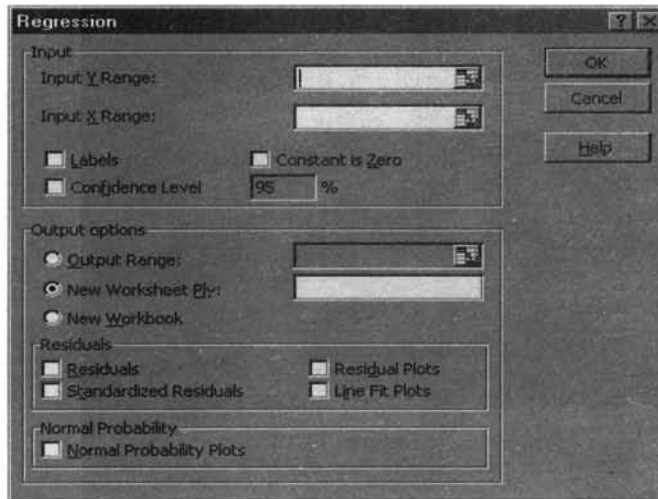 Regression
Input
Input Y Range:
Input X Range:
Labels
Constant is Zero
Confidence Level
95 %
OK
Cancel
Help
Output options
Output Range:
New Worksheet Ply:
New Workbook
Residuals
Residuals
Residual Plots
Standardized Residuals
Line Fit Plots
Normal Probability
Normal Probability Plots